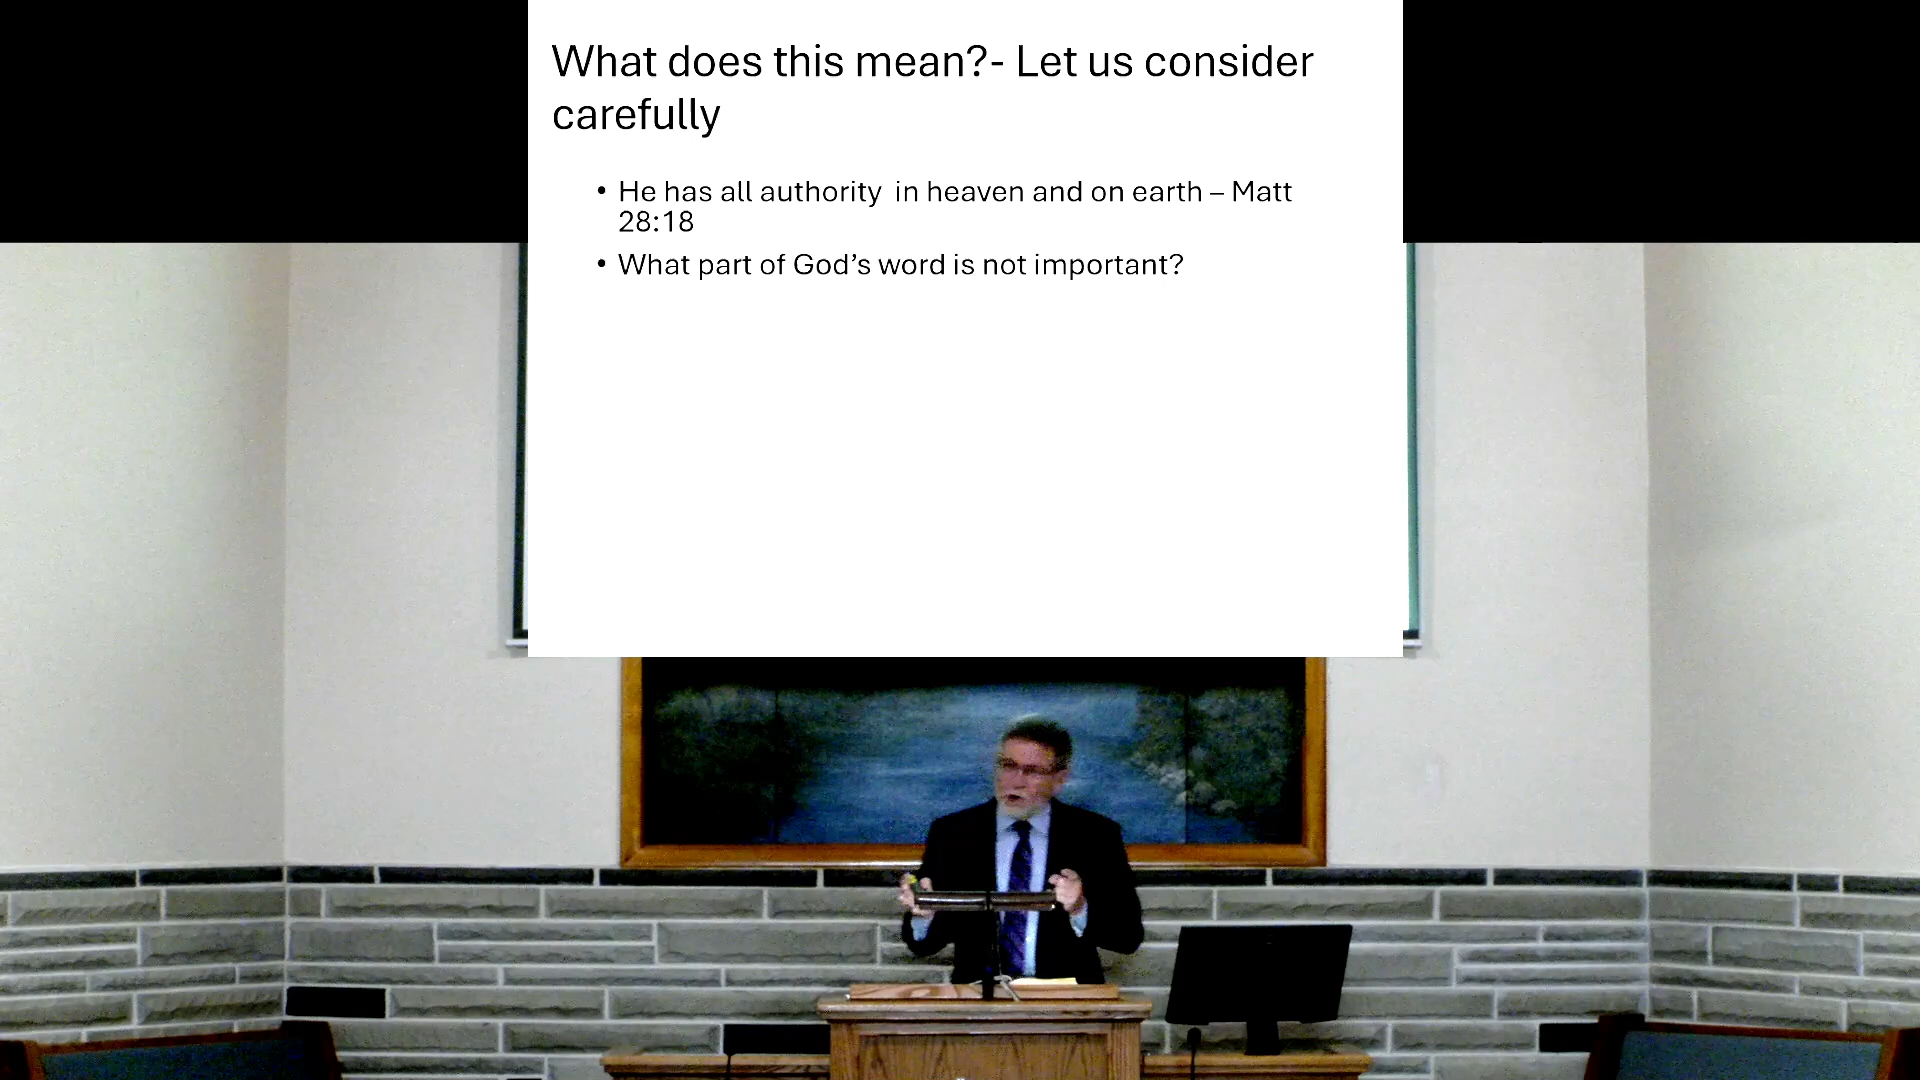 What does this mean?- Let us consider
carefully
• He has all authority  in heaven and on earth – Matt
28:18
• What part of God’s word is not important?